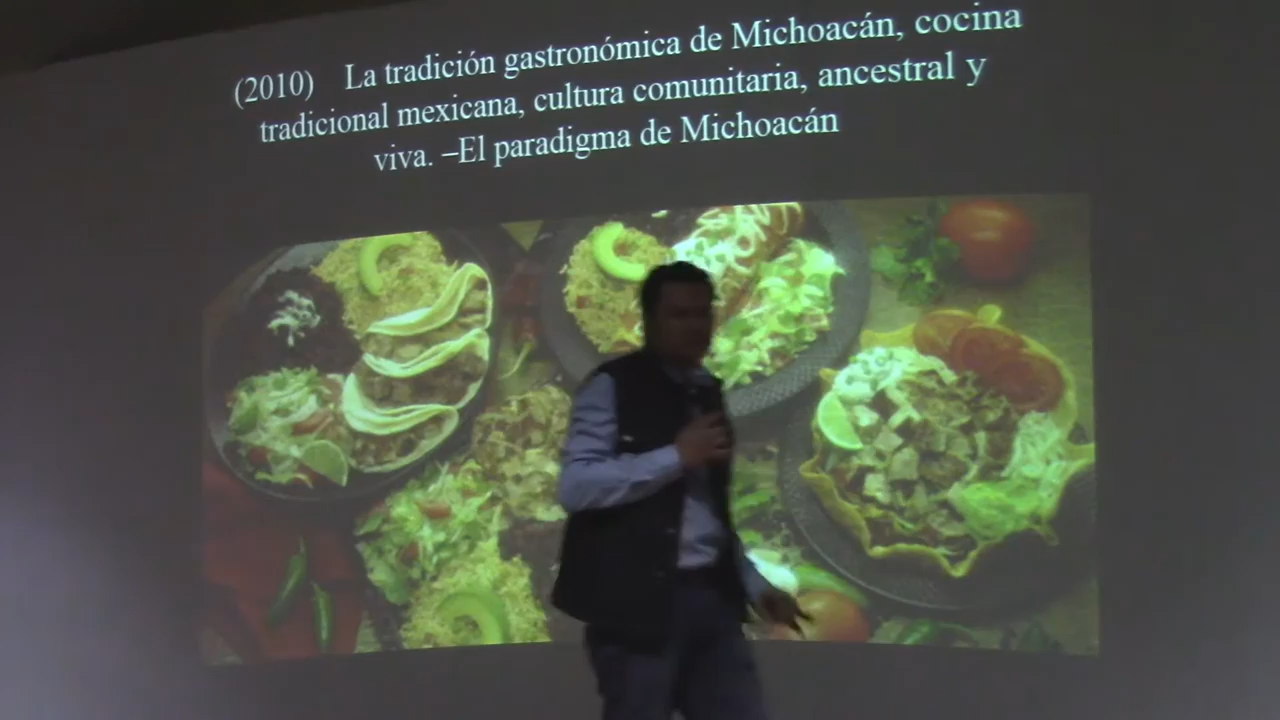 (2010) La tradición gastronómica de Michoacán, cocina
tradicional mexicana, cultura comunitaria, ancestral y
viva. –El paradigma de Michoacán